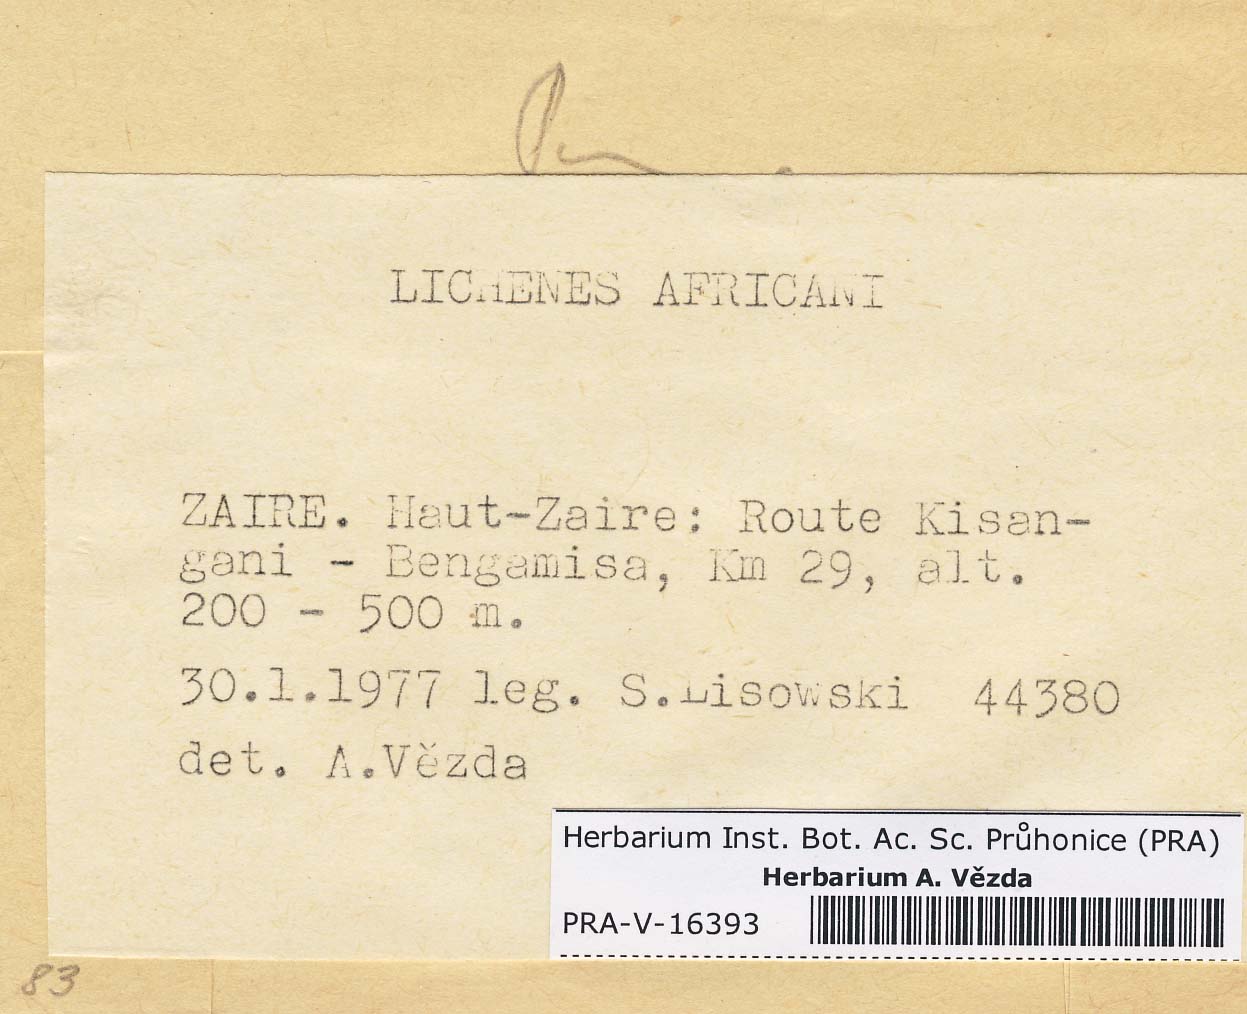 LICHENES AFRICANI
ZAIRE. Haut-Zaire: Route Kisan-
gani - Bengamisa, Km 29, alt.
200 - 500 m.
30.1.1977 leg. S.Lisowski 44380
det. A.Vězda
Herbarium Inst. Bot. Ac. Sc. Průhonice (PRA)
Herbarium A. Vězda
PRA-V-16393
83